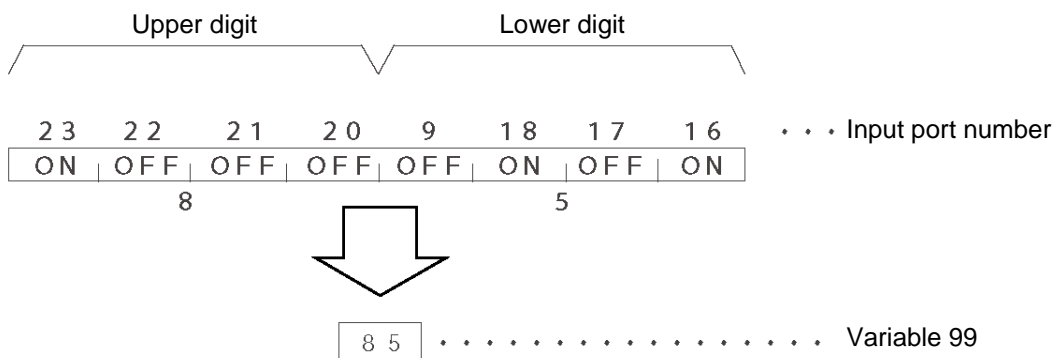 Upper digit Lower digit
23 22 21 20 9 18 17 16 · · · Input port number
ON OFF OFF OFF OFF ON OFF ON
8 5
85 · · · · · · · · · · · · · · · · · Variable 99